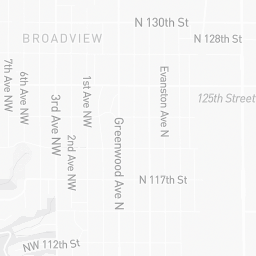 N 130th St
BROADVIEW
N 128th St
7th Ave NW
6th Ave NW
3rd Ave NW
1st Ave NW
2nd Ave NW
Greenwood Ave N
Evanston Ave N
125th Street
N 117th St
NW 112th St